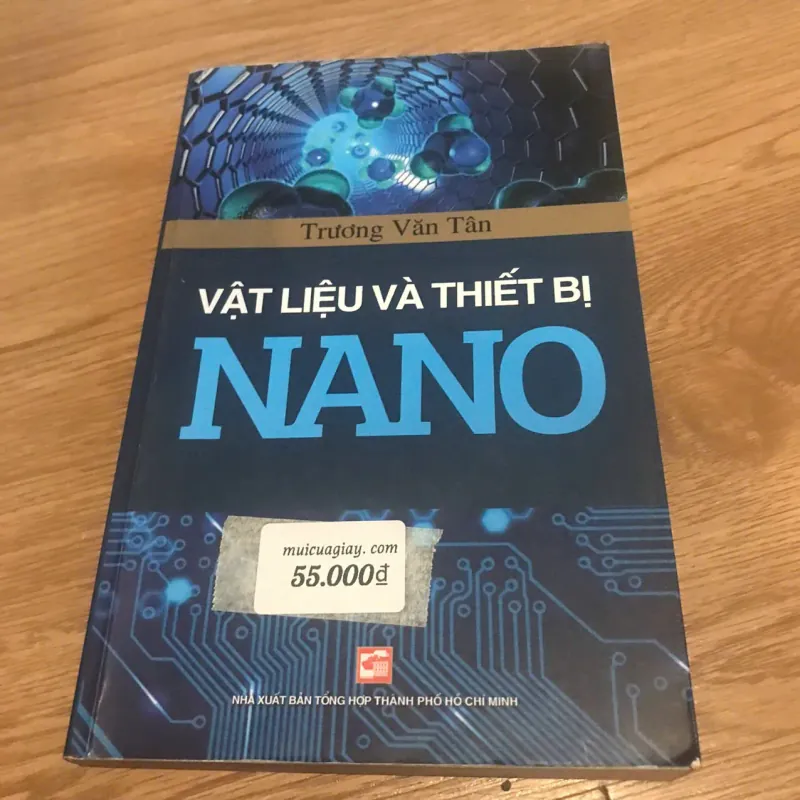 Trương Văn Tân
VẬT LIỆU VÀ THIẾT BỊ
NANO
muicuagiay. com
55.000₫
NHÀ XUẤT BẢN TỔNG HỢP THÀNH PHỐ HỒ CHÍ MINH